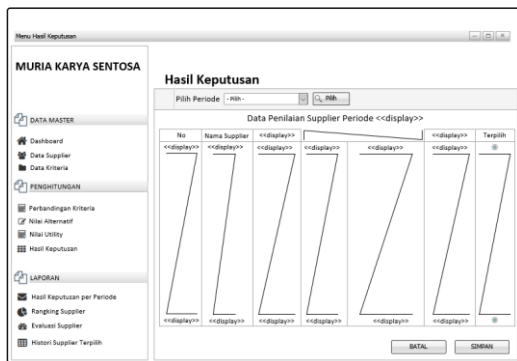 Menu Hasil Keputusan
MURIA KARYA SENTOSA
Hasil Keputusan
Pilih Periode - Pilih - Pilih
DATA MASTER
Dashboard
Data Supplier
Data Kriteria
PENGHITUNGAN
Perbandingan Kriteria
Nilai Alternatif
Nilai Utility
Hasil Keputusan
LAPORAN
Hasil Keputusan per Periode
Rangking Supplier
Evaluasi Supplier
Histori Supplier Terpilih
Data Penilaian Supplier Periode <<display>>
No Nama Supplier <<display>> <<display>> Terpilih
<<display>> <<display>> <<display>> <<display>> <<display>> <<display>>
<<display>> <<display>> <<display>> <<display>> <<display>> <<display>>
BATAL SIMPAN